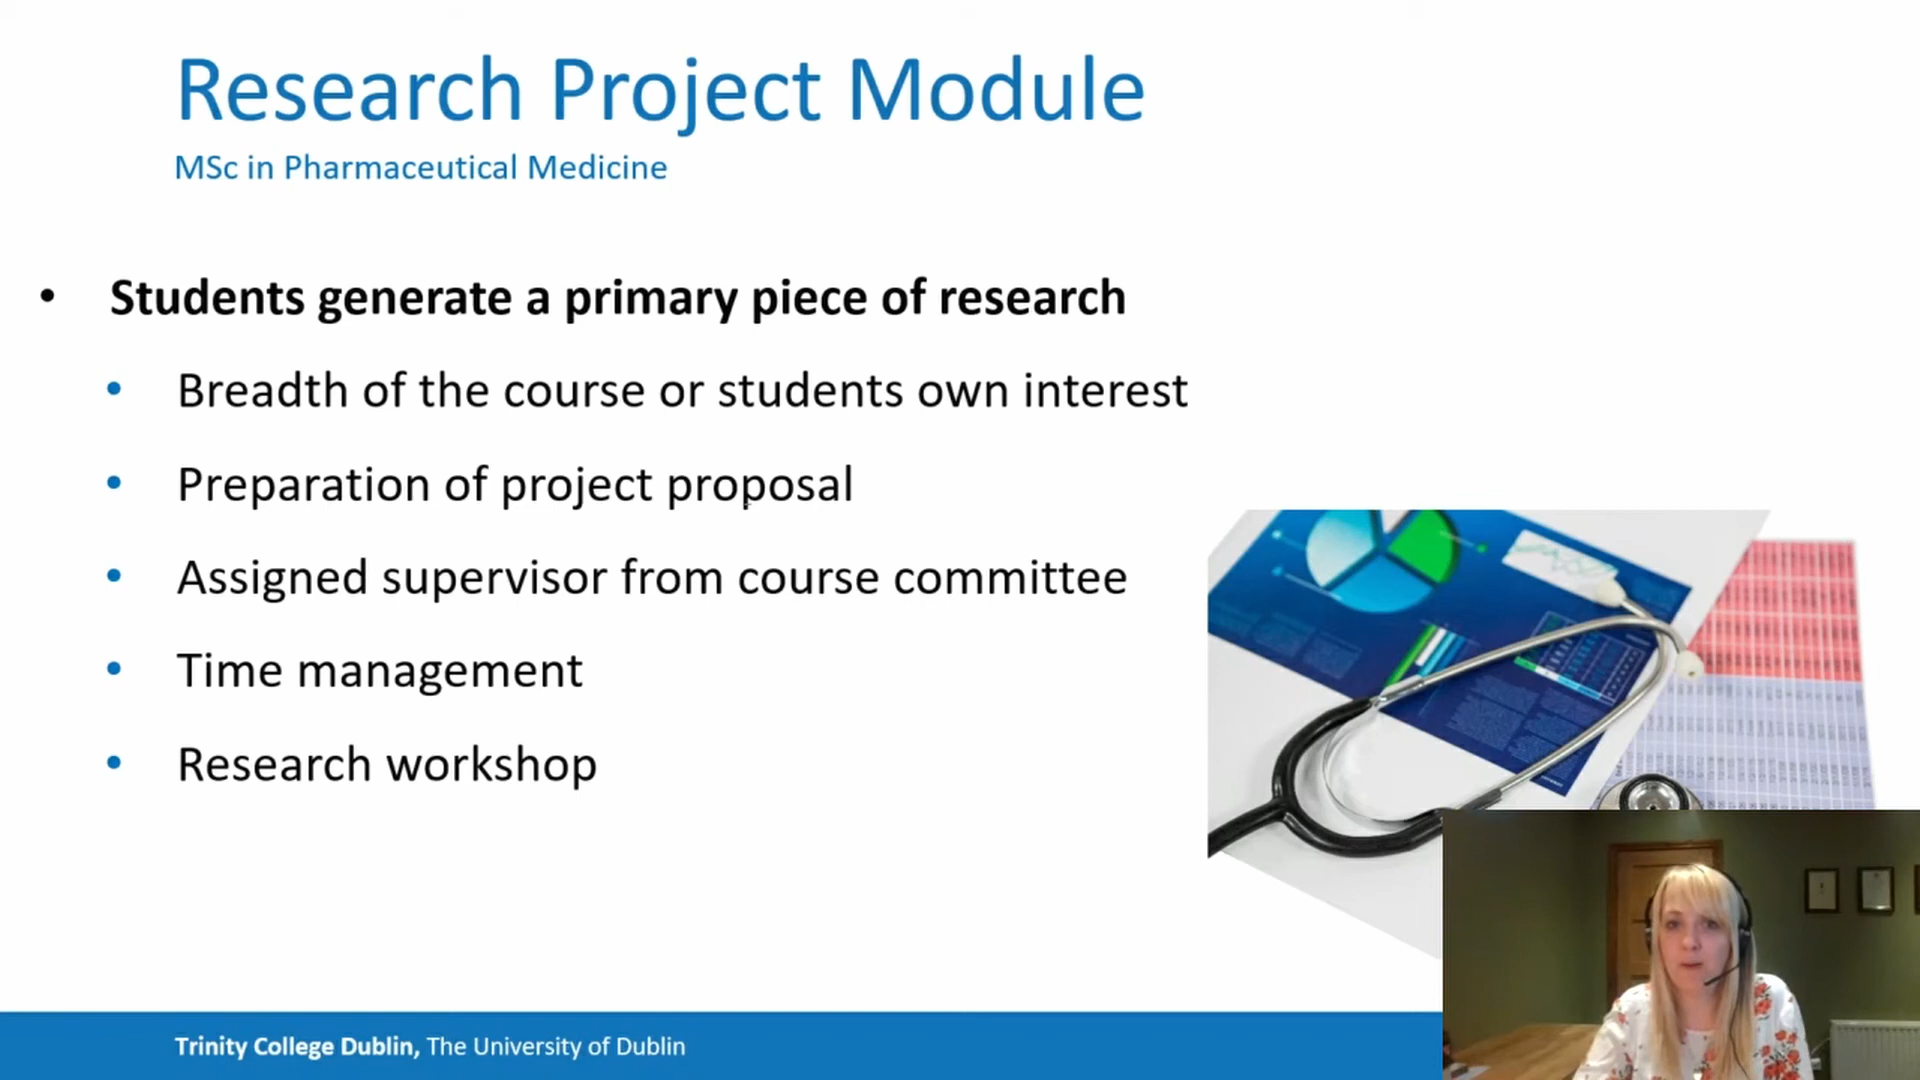 Research Project Module
MSc in Pharmaceutical Medicine
• Students generate a primary piece of research
• Breadth of the course or students own interest
• Preparation of project proposal
• Assigned supervisor from course committee
• Time management
• Research workshop
Trinity College Dublin, The University of Dublin